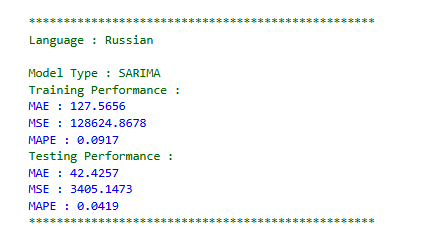 **************************************************
Language : Russian
Model Type : SARIMA
Training Performance :
MAE : 127.5656
MSE : 128624.8678
MAPE : 0.0917
Testing Performance :
MAE : 42.4257
MSE : 3405.1473
MAPE : 0.0419
**************************************************